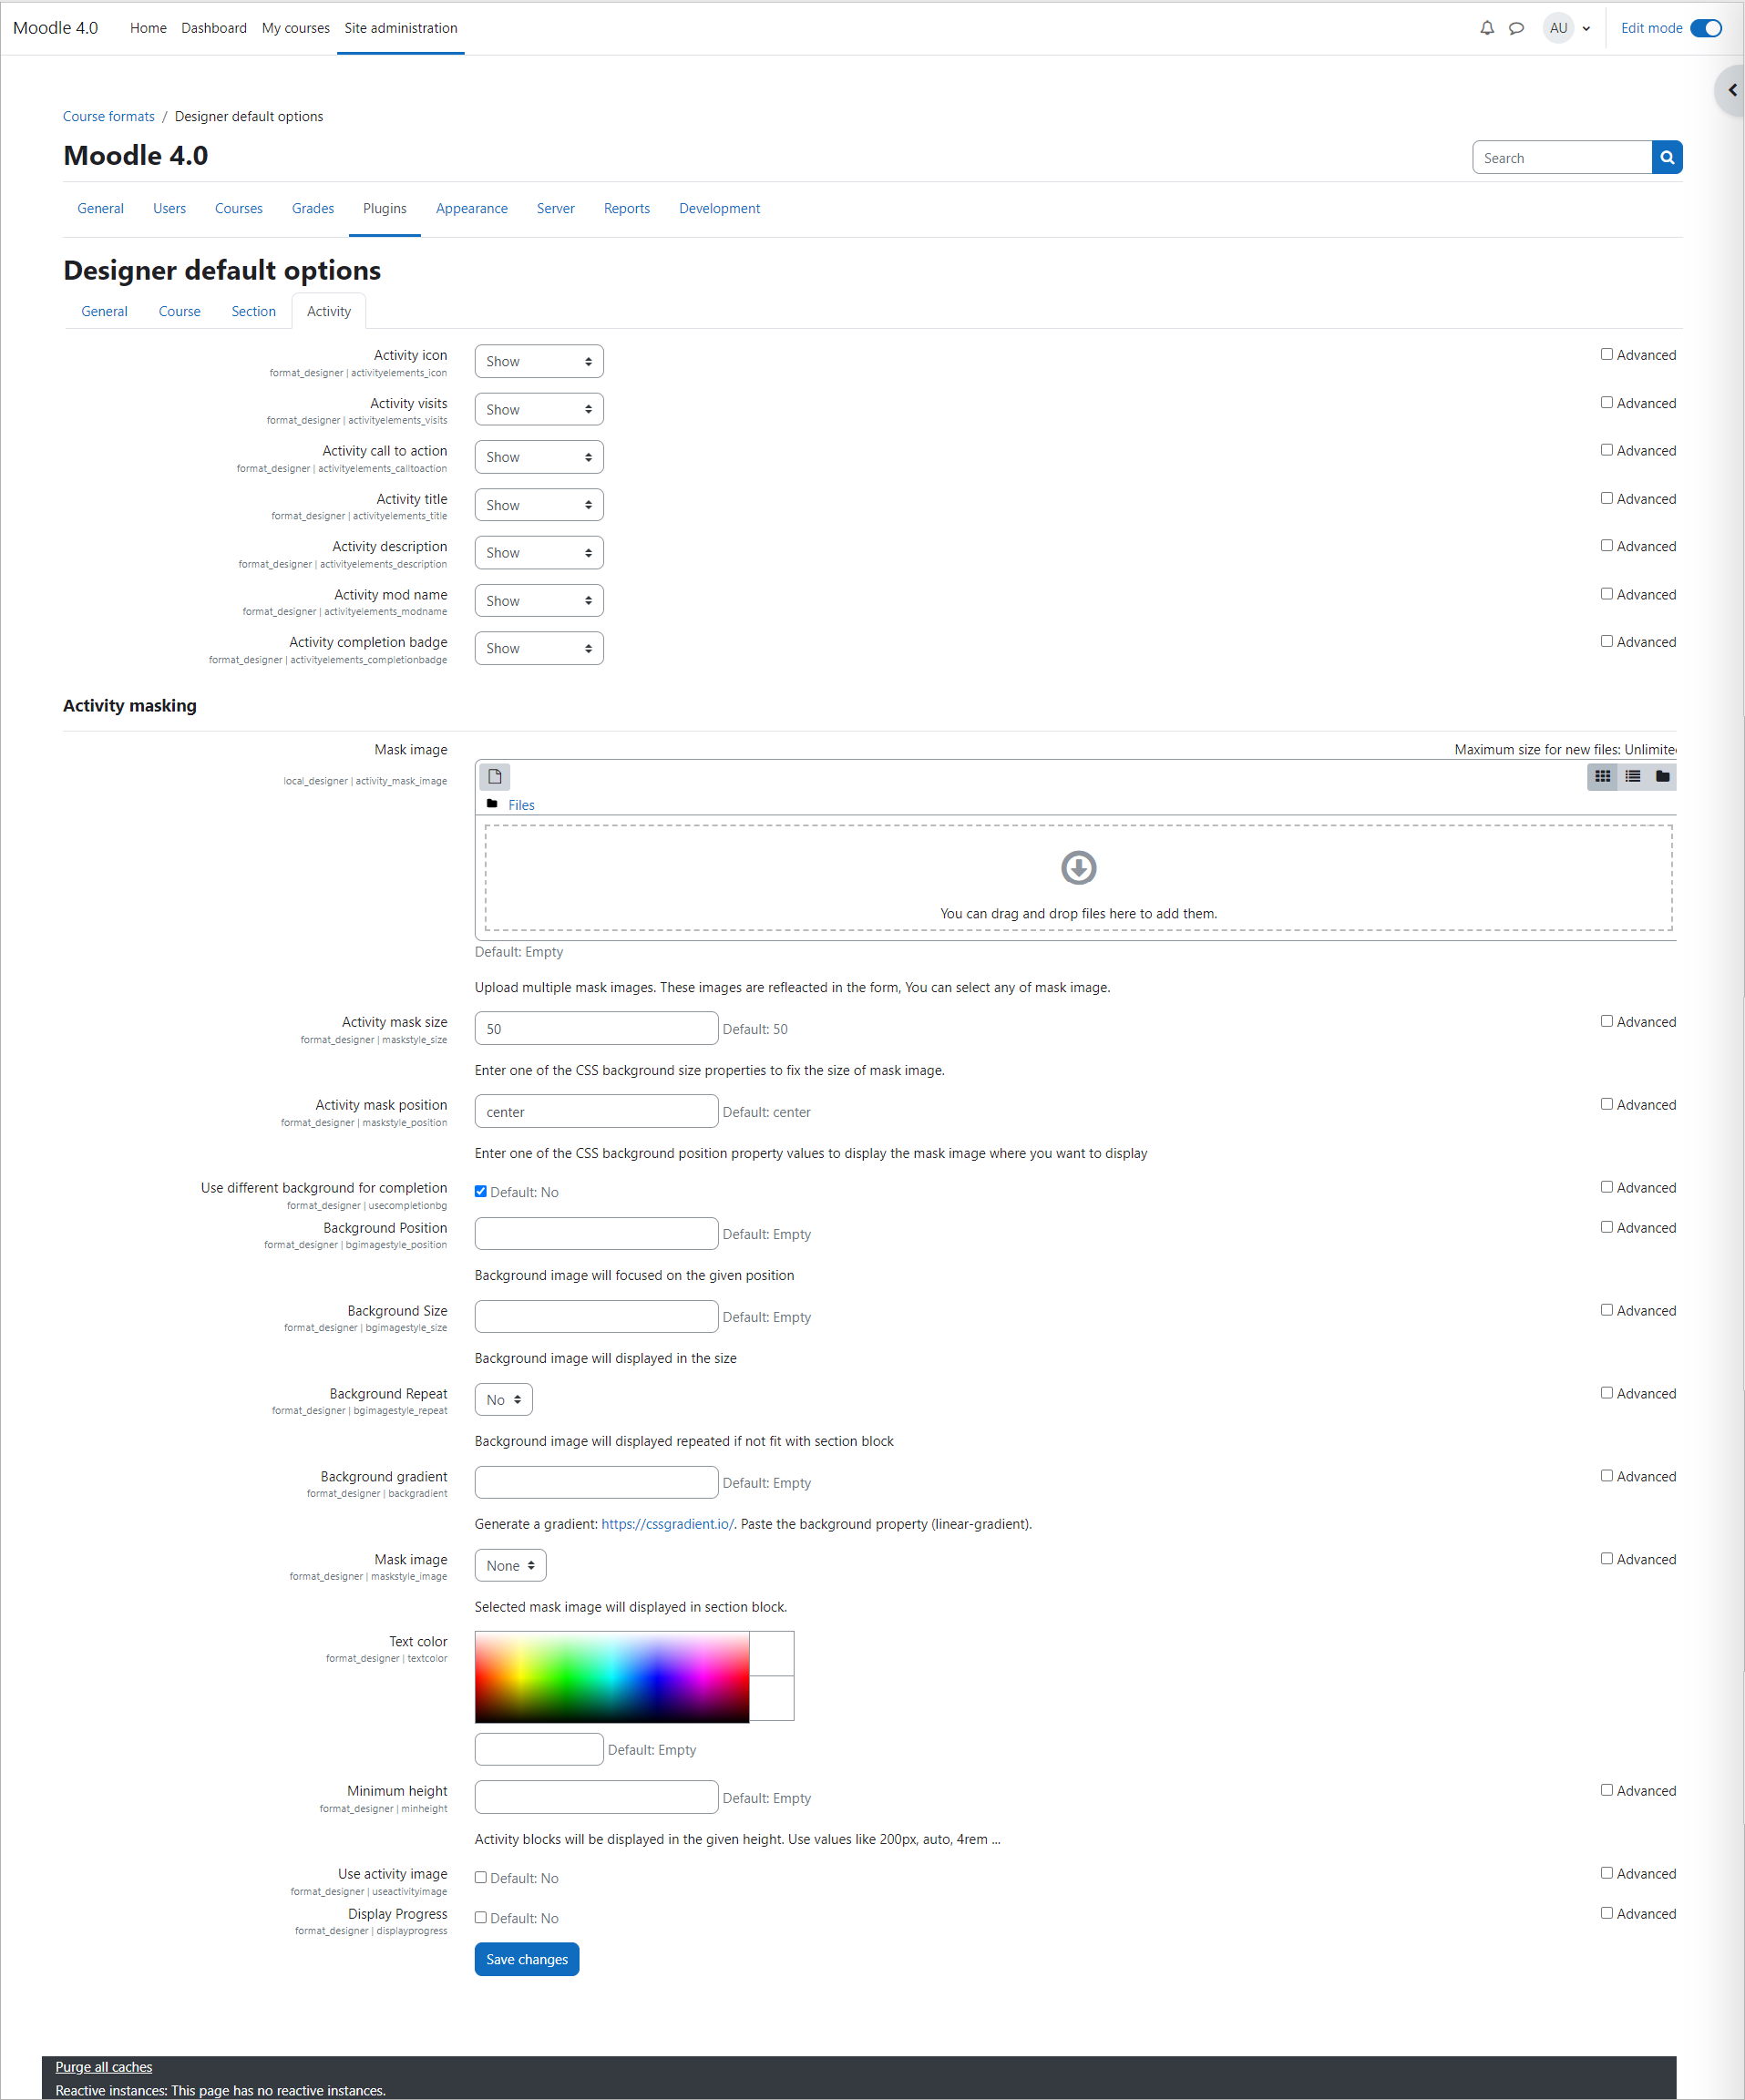 Moodle 4.0 Home Dashboard My courses Site administration AU Edit mode
Course formats / Designer default options
Moodle 4.0
Search
General Users Courses Grades Plugins Appearance Server Reports Development
Designer default options
General Course Section Activity
Activity icon Show Advanced
format_designer | activityelements_icon
Activity visits Show Advanced
format_designer | activityelements_visits
Activity call to action Show Advanced
format_designer | activityelements_calltoaction
Activity title Show Advanced
format_designer | activityelements_title
Activity description Show Advanced
format_designer | activityelements_description
Activity mod name Show Advanced
format_designer | activityelements_modname
Activity completion badge Show Advanced
format_designer | activityelements_completionbadge
Activity masking
Mask image Maximum size for new files: Unlimite
local_designer | activity_mask_image
Files
You can drag and drop files here to add them.
Default: Empty
Upload multiple mask images. These images are refleacted in the form, You can select any of mask image.
Activity mask size 50 Default: 50 Advanced
format_designer | maskstyle_size
Enter one of the CSS background size properties to fix the size of mask image.
Activity mask position center Default: center Advanced
format_designer | maskstyle_position
Enter one of the CSS background position property values to display the mask image where you want to display
Use different background for completion Default: No Advanced
format_designer | usecompletionbg
Background Position Default: Empty Advanced
format_designer | bgimagestyle_position
Background image will focused on the given position
Background Size Default: Empty Advanced
format_designer | bgimagestyle_size
Background image will displayed in the size
Background Repeat No Advanced
format_designer | bgimagestyle_repeat
Background image will displayed repeated if not fit with section block
Background gradient Default: Empty Advanced
format_designer | backgradient
Generate a gradient: https://cssgradient.io/. Paste the background property (linear-gradient).
Mask image None Advanced
format_designer | maskstyle_image
Selected mask image will displayed in section block.
Text color
format_designer | textcolor
Default: Empty
Minimum height Default: Empty Advanced
format_designer | minheight
Activity blocks will be displayed in the given height. Use values like 200px, auto, 4rem ...
Use activity image Default: No Advanced
format_designer | useactivityimage
Display Progress Default: No Advanced
format_designer | displayprogress
Save changes
Purge all caches
Reactive instances: This page has no reactive instances.